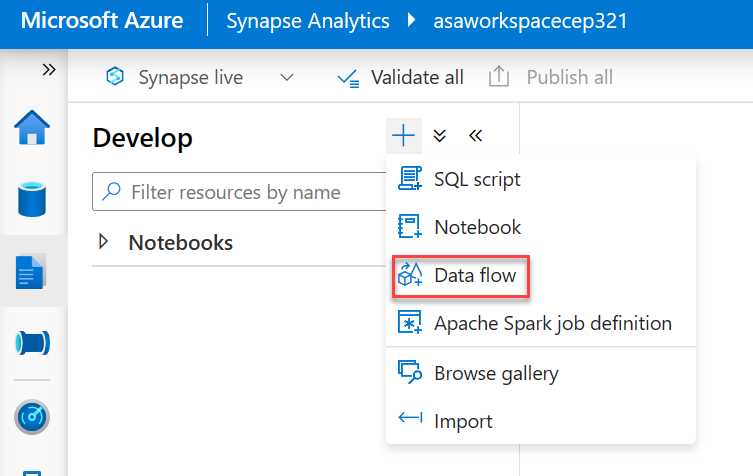 Microsoft Azure Synapse Analytics asaworkspacecep321
Synapse live Validate all Publish all
Develop
Filter resources by name
Notebooks
SQL script
Notebook
Data flow
Apache Spark job definition
Browse gallery
Import